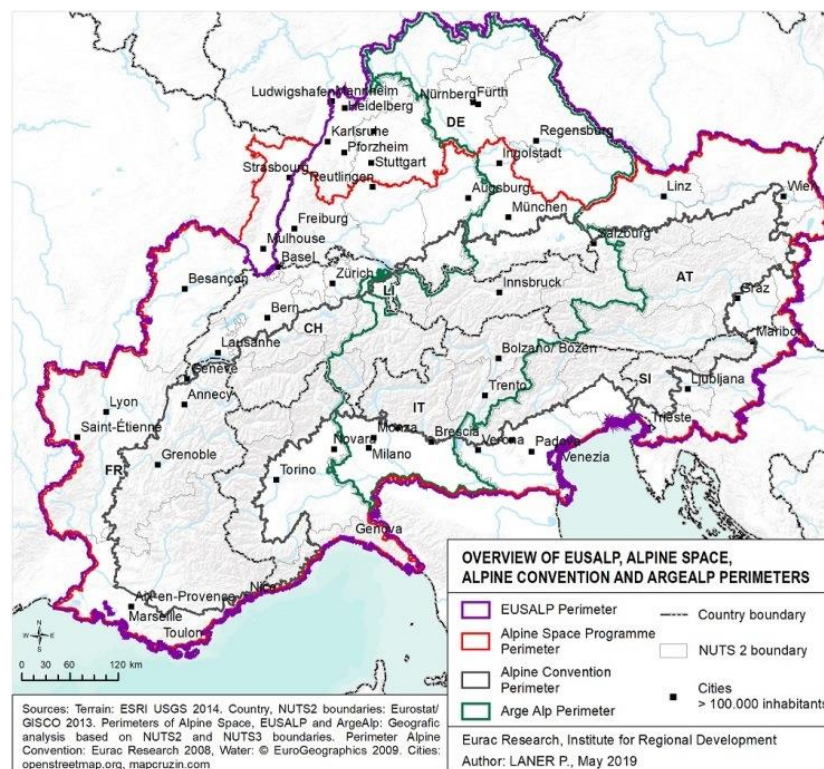 Ludwigshafen
Mannheim
Heidelberg
Nürnberg
Fürth
DE
Karlsruhe
Pforzheim
Stuttgart
Regensburg
Ingolstadt
Strasbourg
Reutlingen
Augsburg
Linz
Wien
München
Freiburg
Mulhouse
Salzburg
Basel
Zürich
Besançon
LI
Innsbruck
AT
Graz
Bern
CH
Maribor
Lausanne
Bolzano/ Bozen
Genève
Annecy
Trento
SI
Ljubljana
Lyon
IT
Trieste
Saint-Étienne
Monza
Novara
Brescia
Verona
Padova
Milano
Venezia
FR
Grenoble
Torino
Genova
Nice
Aix-en-Provence
Marseille
Toulon
N
W
E
S
0 30 60 120 km
OVERVIEW OF EUSALP, ALPINE SPACE,
ALPINE CONVENTION AND ARGEALP PERIMETERS
EUSALP Perimeter
Alpine Space Programme
Perimeter
Alpine Convention
Perimeter
Arge Alp Perimeter
Country boundary
NUTS 2 boundary
Cities
> 100.000 inhabitants
Sources: Terrain: ESRI USGS 2014. Country, NUTS2 boundaries: Eurostat/
GISCO 2013. Perimeters of Alpine Space, EUSALP and ArgeAlp: Geografic
analysis based on NUTS2 and NUTS3 boundaries. Perimeter Alpine
Convention: Eurac Research 2008, Water: © EuroGeographics 2009. Cities:
openstreetmap.org, mapcruzin.com
Eurac Research, Institute for Regional Development
Author: LANER P., May 2019